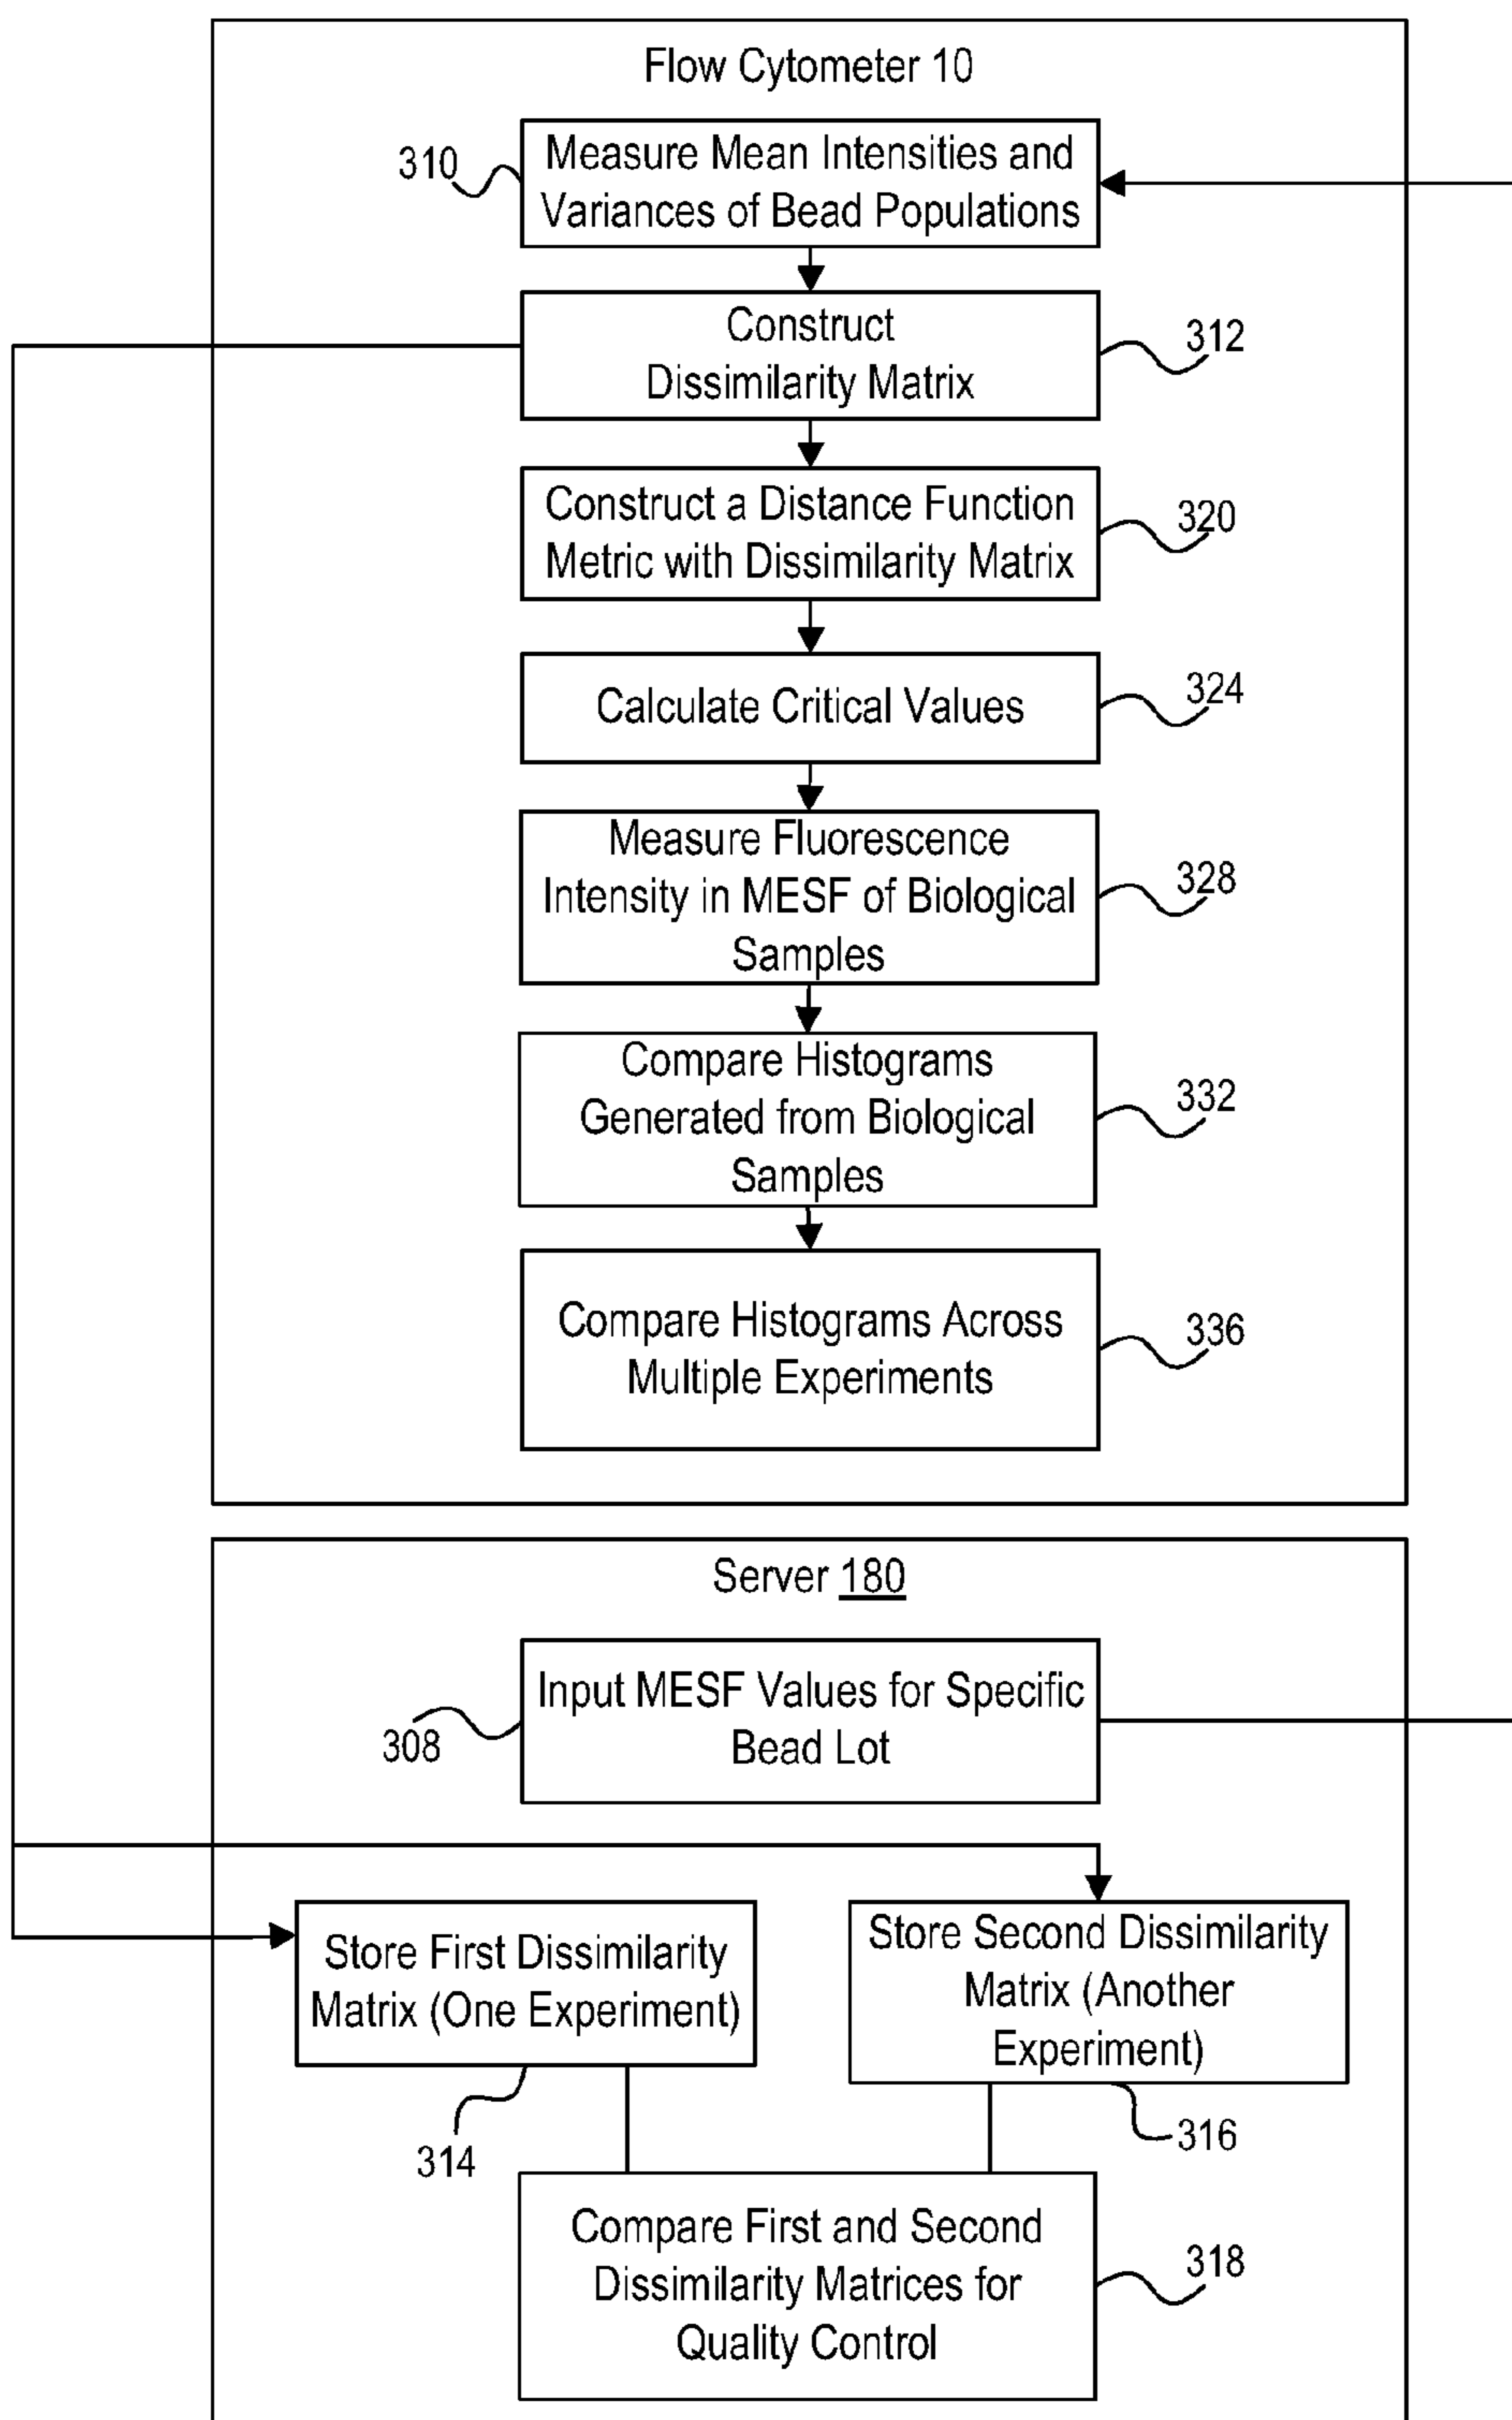 Flow Cytometer 10
310
Measure Mean Intensities and
Variances of Bead Populations
Construct
Dissimilarity Matrix
312
Construct a Distance Function
Metric with Dissimilarity Matrix
320
Calculate Critical Values
324
Measure Fluorescence
Intensity in MESF of Biological
Samples
328
Compare Histograms
Generated from Biological
Samples
332
Compare Histograms Across
Multiple Experiments
336
Server 180
Input MESF Values for Specific
Bead Lot
308
Store First Dissimilarity
Matrix (One Experiment)
314
Store Second Dissimilarity
Matrix (Another
Experiment)
316
Compare First and Second
Dissimilarity Matrices for
Quality Control
318